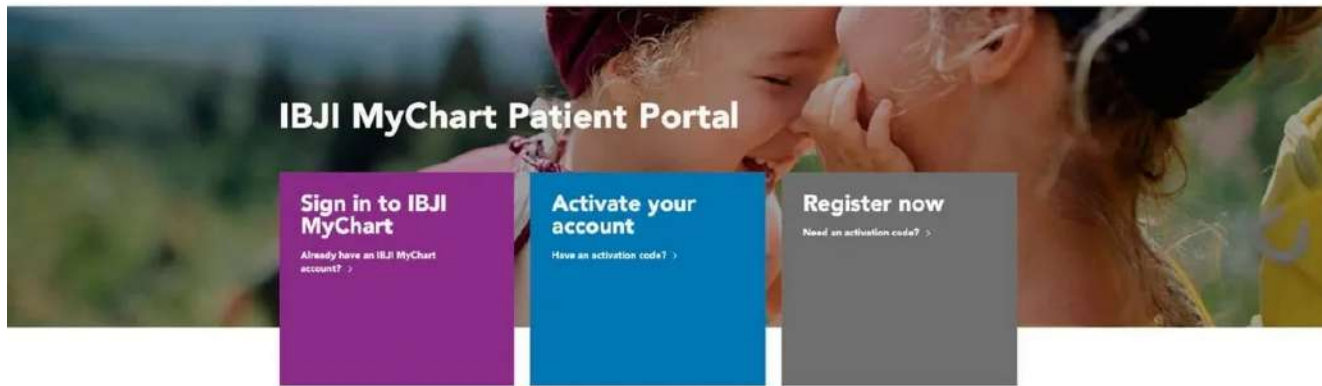 IBJI MyChart Patient Portal
Sign in to IBJI
MyChart
Already have an IBJI MyChart
account? >
Activate your
account
Have an activation code? >
Register now
Need an activation code? >